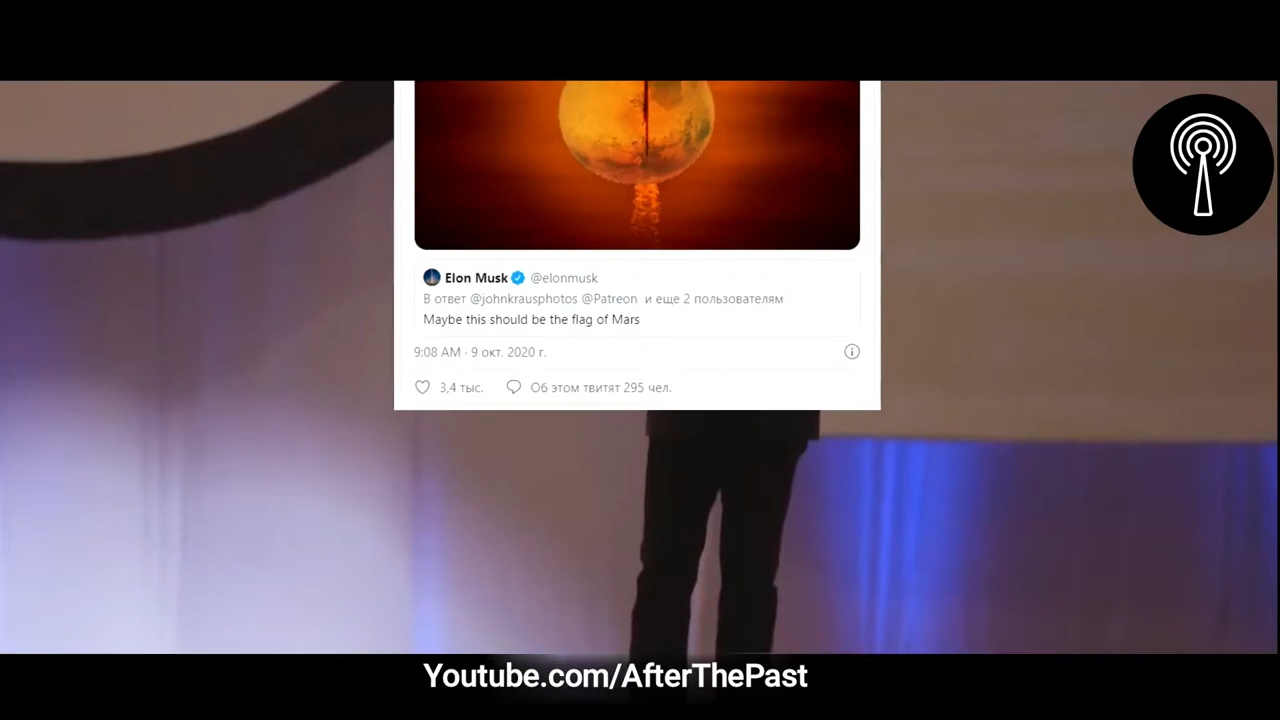 Elon Musk @elonmusk
В ответ @johnkrausphotos @Patreon и еще 2 пользователям
Maybe this should be the flag of Mars
9:08 AM · 9 окт. 2020 г.
3,4 тыс. Об этом твитят 295 чел.
Youtube.com/AfterThePast